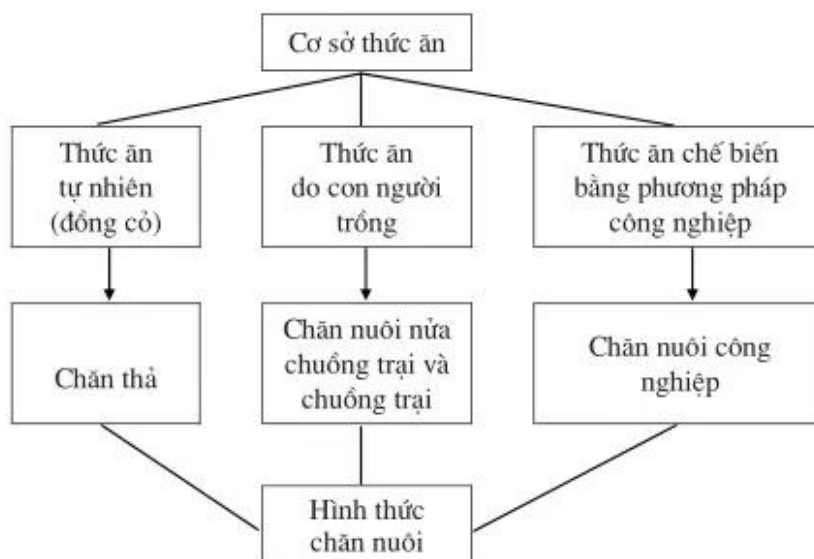 Cơ sở thức ăn
Thức ăn
tự nhiên
(đồng cỏ)
Thức ăn
do con người
trồng
Thức ăn chế biến
bằng phương pháp
công nghiệp
Chăn thả
Chăn nuôi nửa
chuồng trại và
chuồng trại
Chăn nuôi công
nghiệp
Hình thức
chăn nuôi